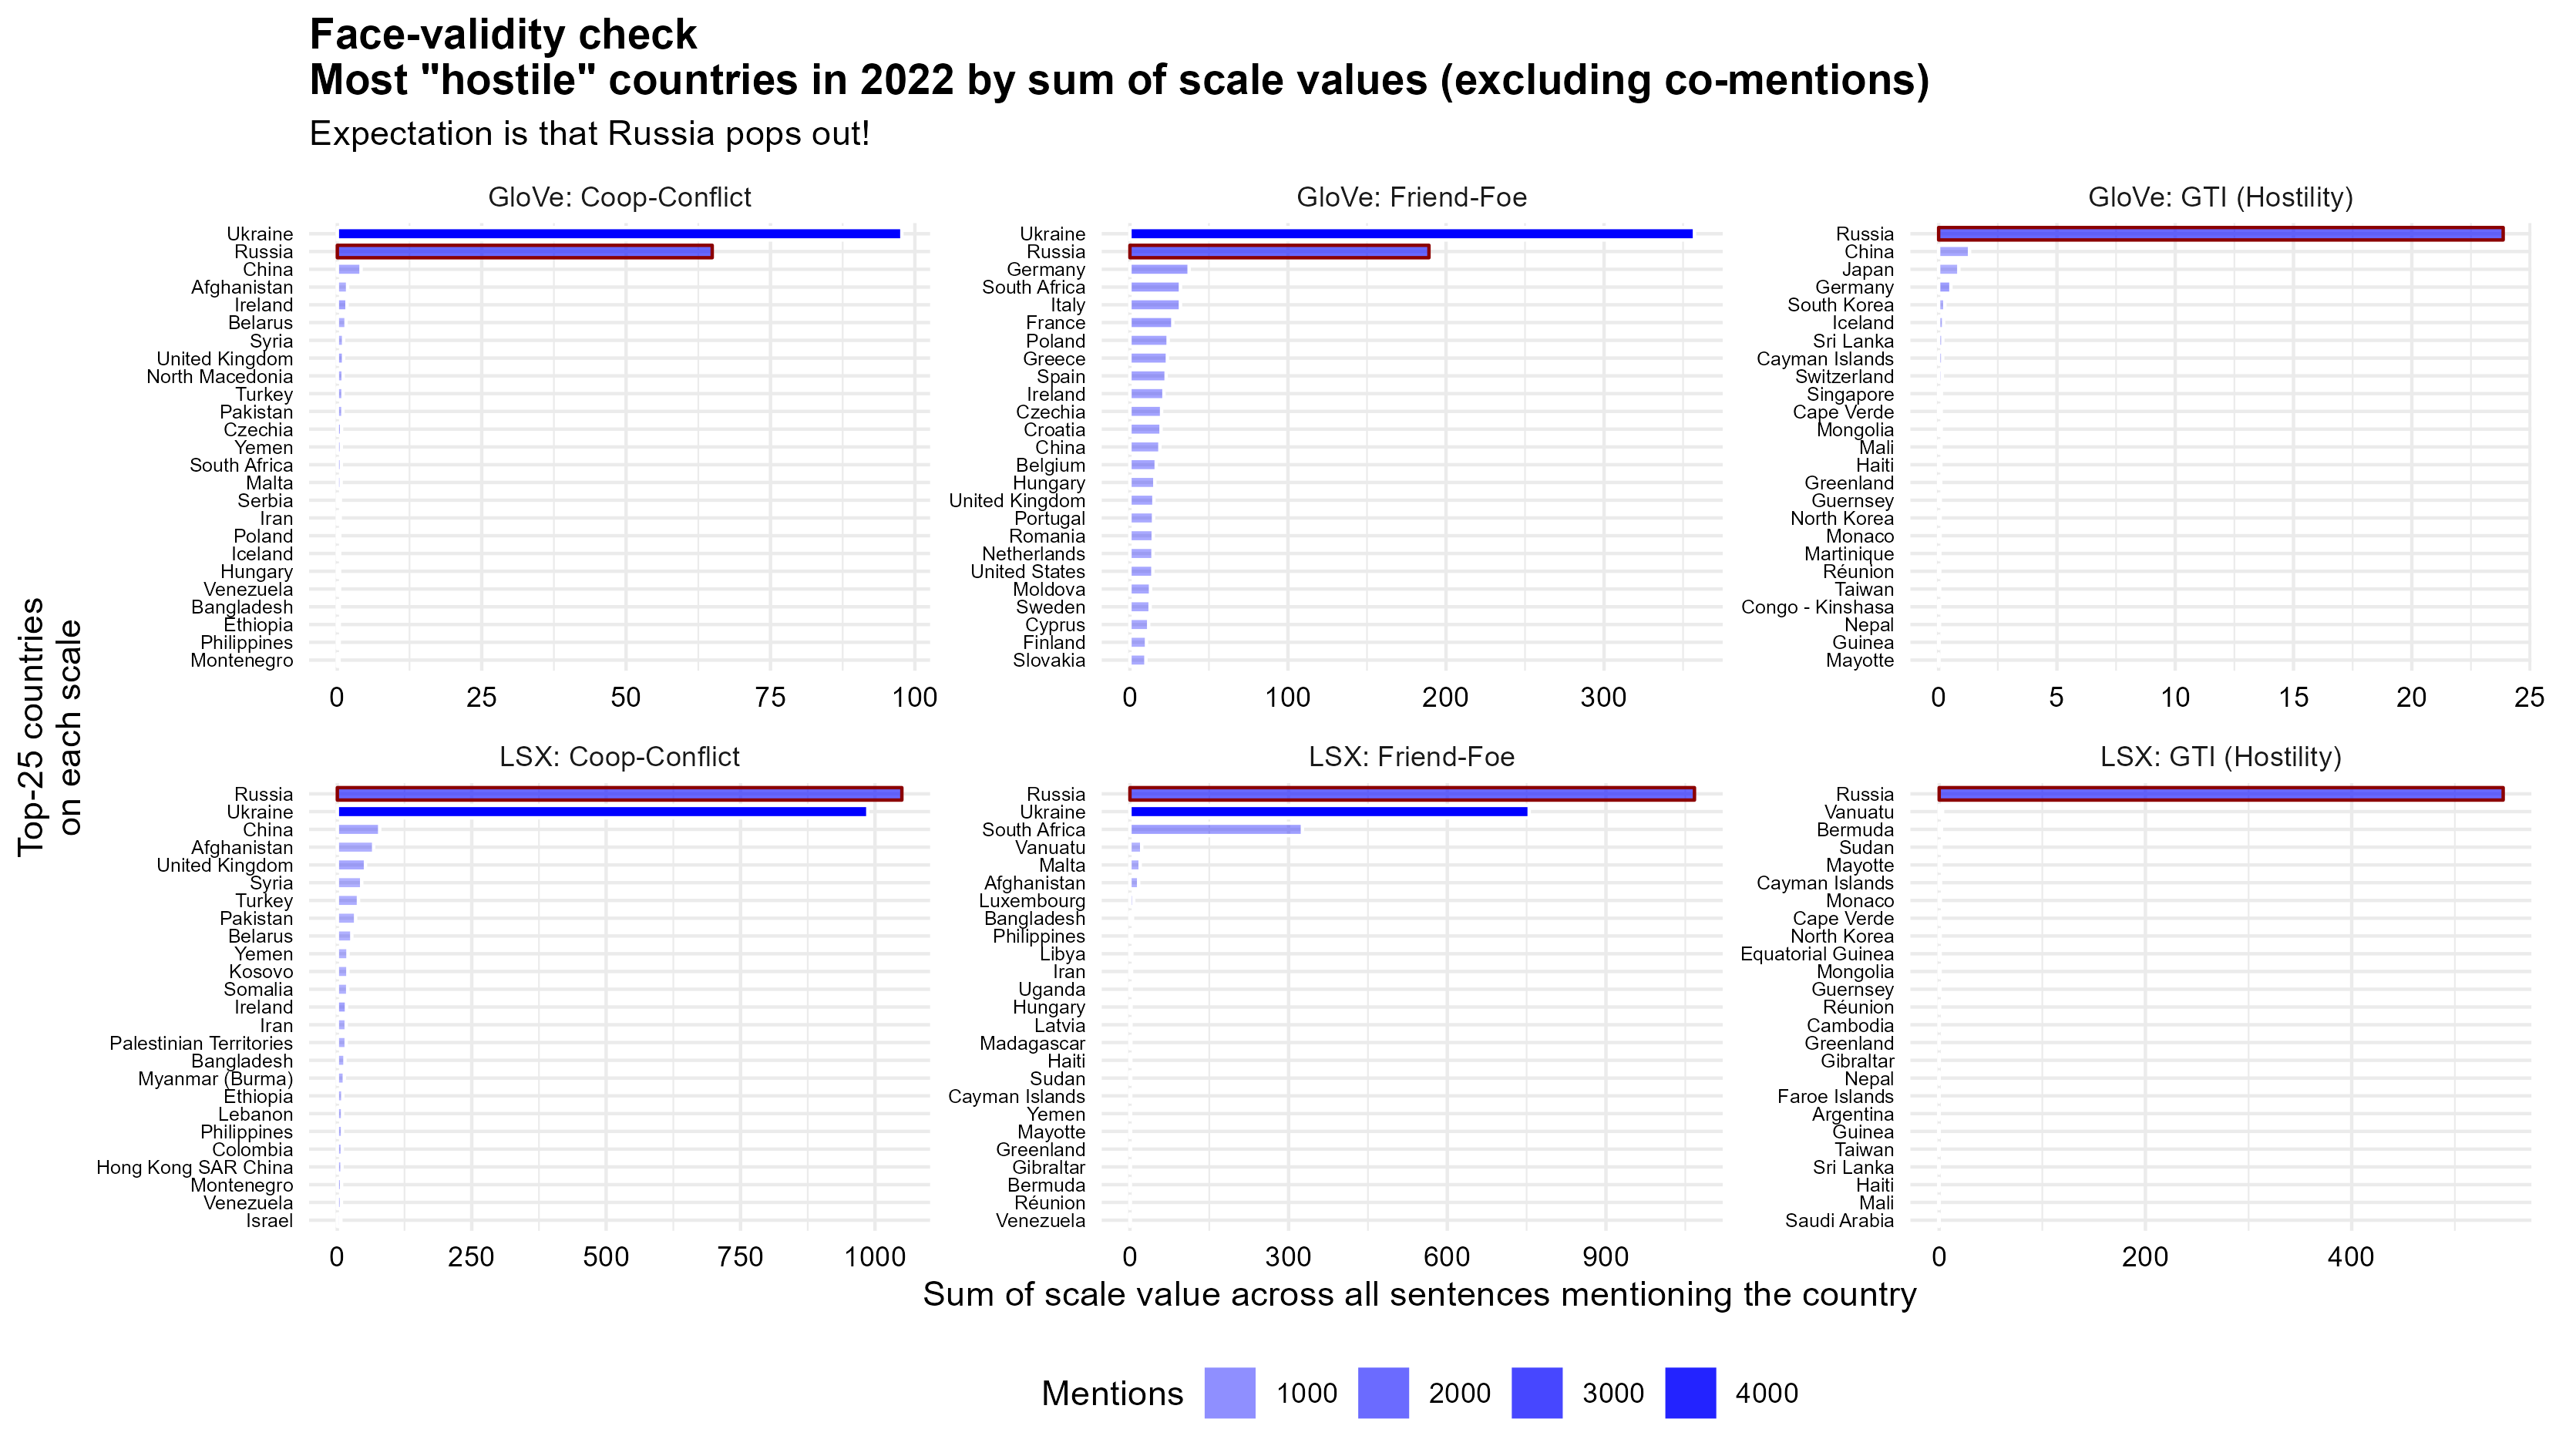 Face-validity check
Most "hostile" countries in 2022 by sum of scale values (excluding co-mentions)
Expectation is that Russia pops out!
Top-25 countries
on each scale
GloVe: Coop-Conflict
Ukraine
Russia
China
Afghanistan
Ireland
Belarus
Syria
United Kingdom
North Macedonia
Turkey
Pakistan
Czechia
Yemen
South Africa
Malta
Serbia
Iran
Poland
Iceland
Hungary
Venezuela
Bangladesh
Ethiopia
Philippines
Montenegro
0 25 50 75 100
GloVe: Friend-Foe
Ukraine
Russia
Germany
South Africa
Italy
France
Poland
Greece
Spain
Ireland
Czechia
Croatia
China
Belgium
Hungary
United Kingdom
Portugal
Romania
Netherlands
United States
Moldova
Sweden
Cyprus
Finland
Slovakia
0 100 200 300
GloVe: GTI (Hostility)
Russia
China
Japan
Germany
South Korea
Iceland
Sri Lanka
Cayman Islands
Switzerland
Singapore
Cape Verde
Mongolia
Mali
Haiti
Greenland
Guernsey
North Korea
Monaco
Martinique
Réunion
Taiwan
Congo - Kinshasa
Nepal
Guinea
Mayotte
0 5 10 15 20 25
LSX: Coop-Conflict
Russia
Ukraine
China
Afghanistan
United Kingdom
Syria
Turkey
Pakistan
Belarus
Yemen
Kosovo
Somalia
Ireland
Iran
Palestinian Territories
Bangladesh
Myanmar (Burma)
Ethiopia
Lebanon
Philippines
Colombia
Hong Kong SAR China
Montenegro
Venezuela
Israel
0 250 500 750 1000
LSX: Friend-Foe
Russia
Ukraine
South Africa
Vanuatu
Malta
Afghanistan
Luxembourg
Bangladesh
Philippines
Libya
Iran
Uganda
Hungary
Latvia
Madagascar
Haiti
Sudan
Cayman Islands
Yemen
Mayotte
Greenland
Gibraltar
Bermuda
Réunion
Venezuela
0 300 600 900
LSX: GTI (Hostility)
Russia
Vanuatu
Bermuda
Sudan
Mayotte
Cayman Islands
Monaco
Cape Verde
North Korea
Equatorial Guinea
Mongolia
Guernsey
Réunion
Cambodia
Greenland
Gibraltar
Nepal
Faroe Islands
Argentina
Guinea
Taiwan
Sri Lanka
Haiti
Mali
Saudi Arabia
0 200 400
Sum of scale value across all sentences mentioning the country
Mentions 1000 2000 3000 4000